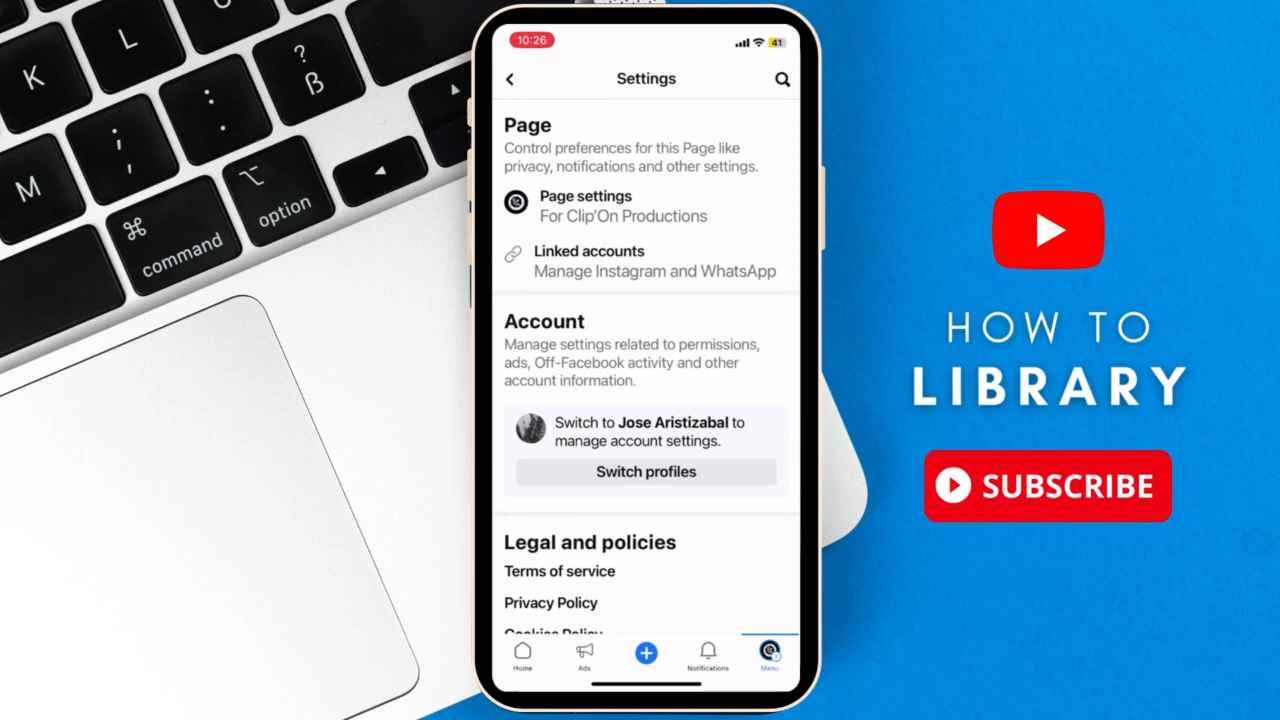 K
L
?
ß
:
.
;
,
M
⌘
command
option
10:26
41
Settings
Page
Control preferences for this Page like
privacy, notifications and other settings.
Page settings
For Clip'On Productions
Linked accounts
Manage Instagram and WhatsApp
Account
Manage settings related to permissions,
ads, Off-Facebook activity and other
account information.
Switch to Jose Aristizabal to
manage account settings.
Switch profiles
Legal and policies
Terms of service
Privacy Policy
Cookies Policy
Home
Ads
Notifications
Menu
HOW TO
LIBRARY
SUBSCRIBE